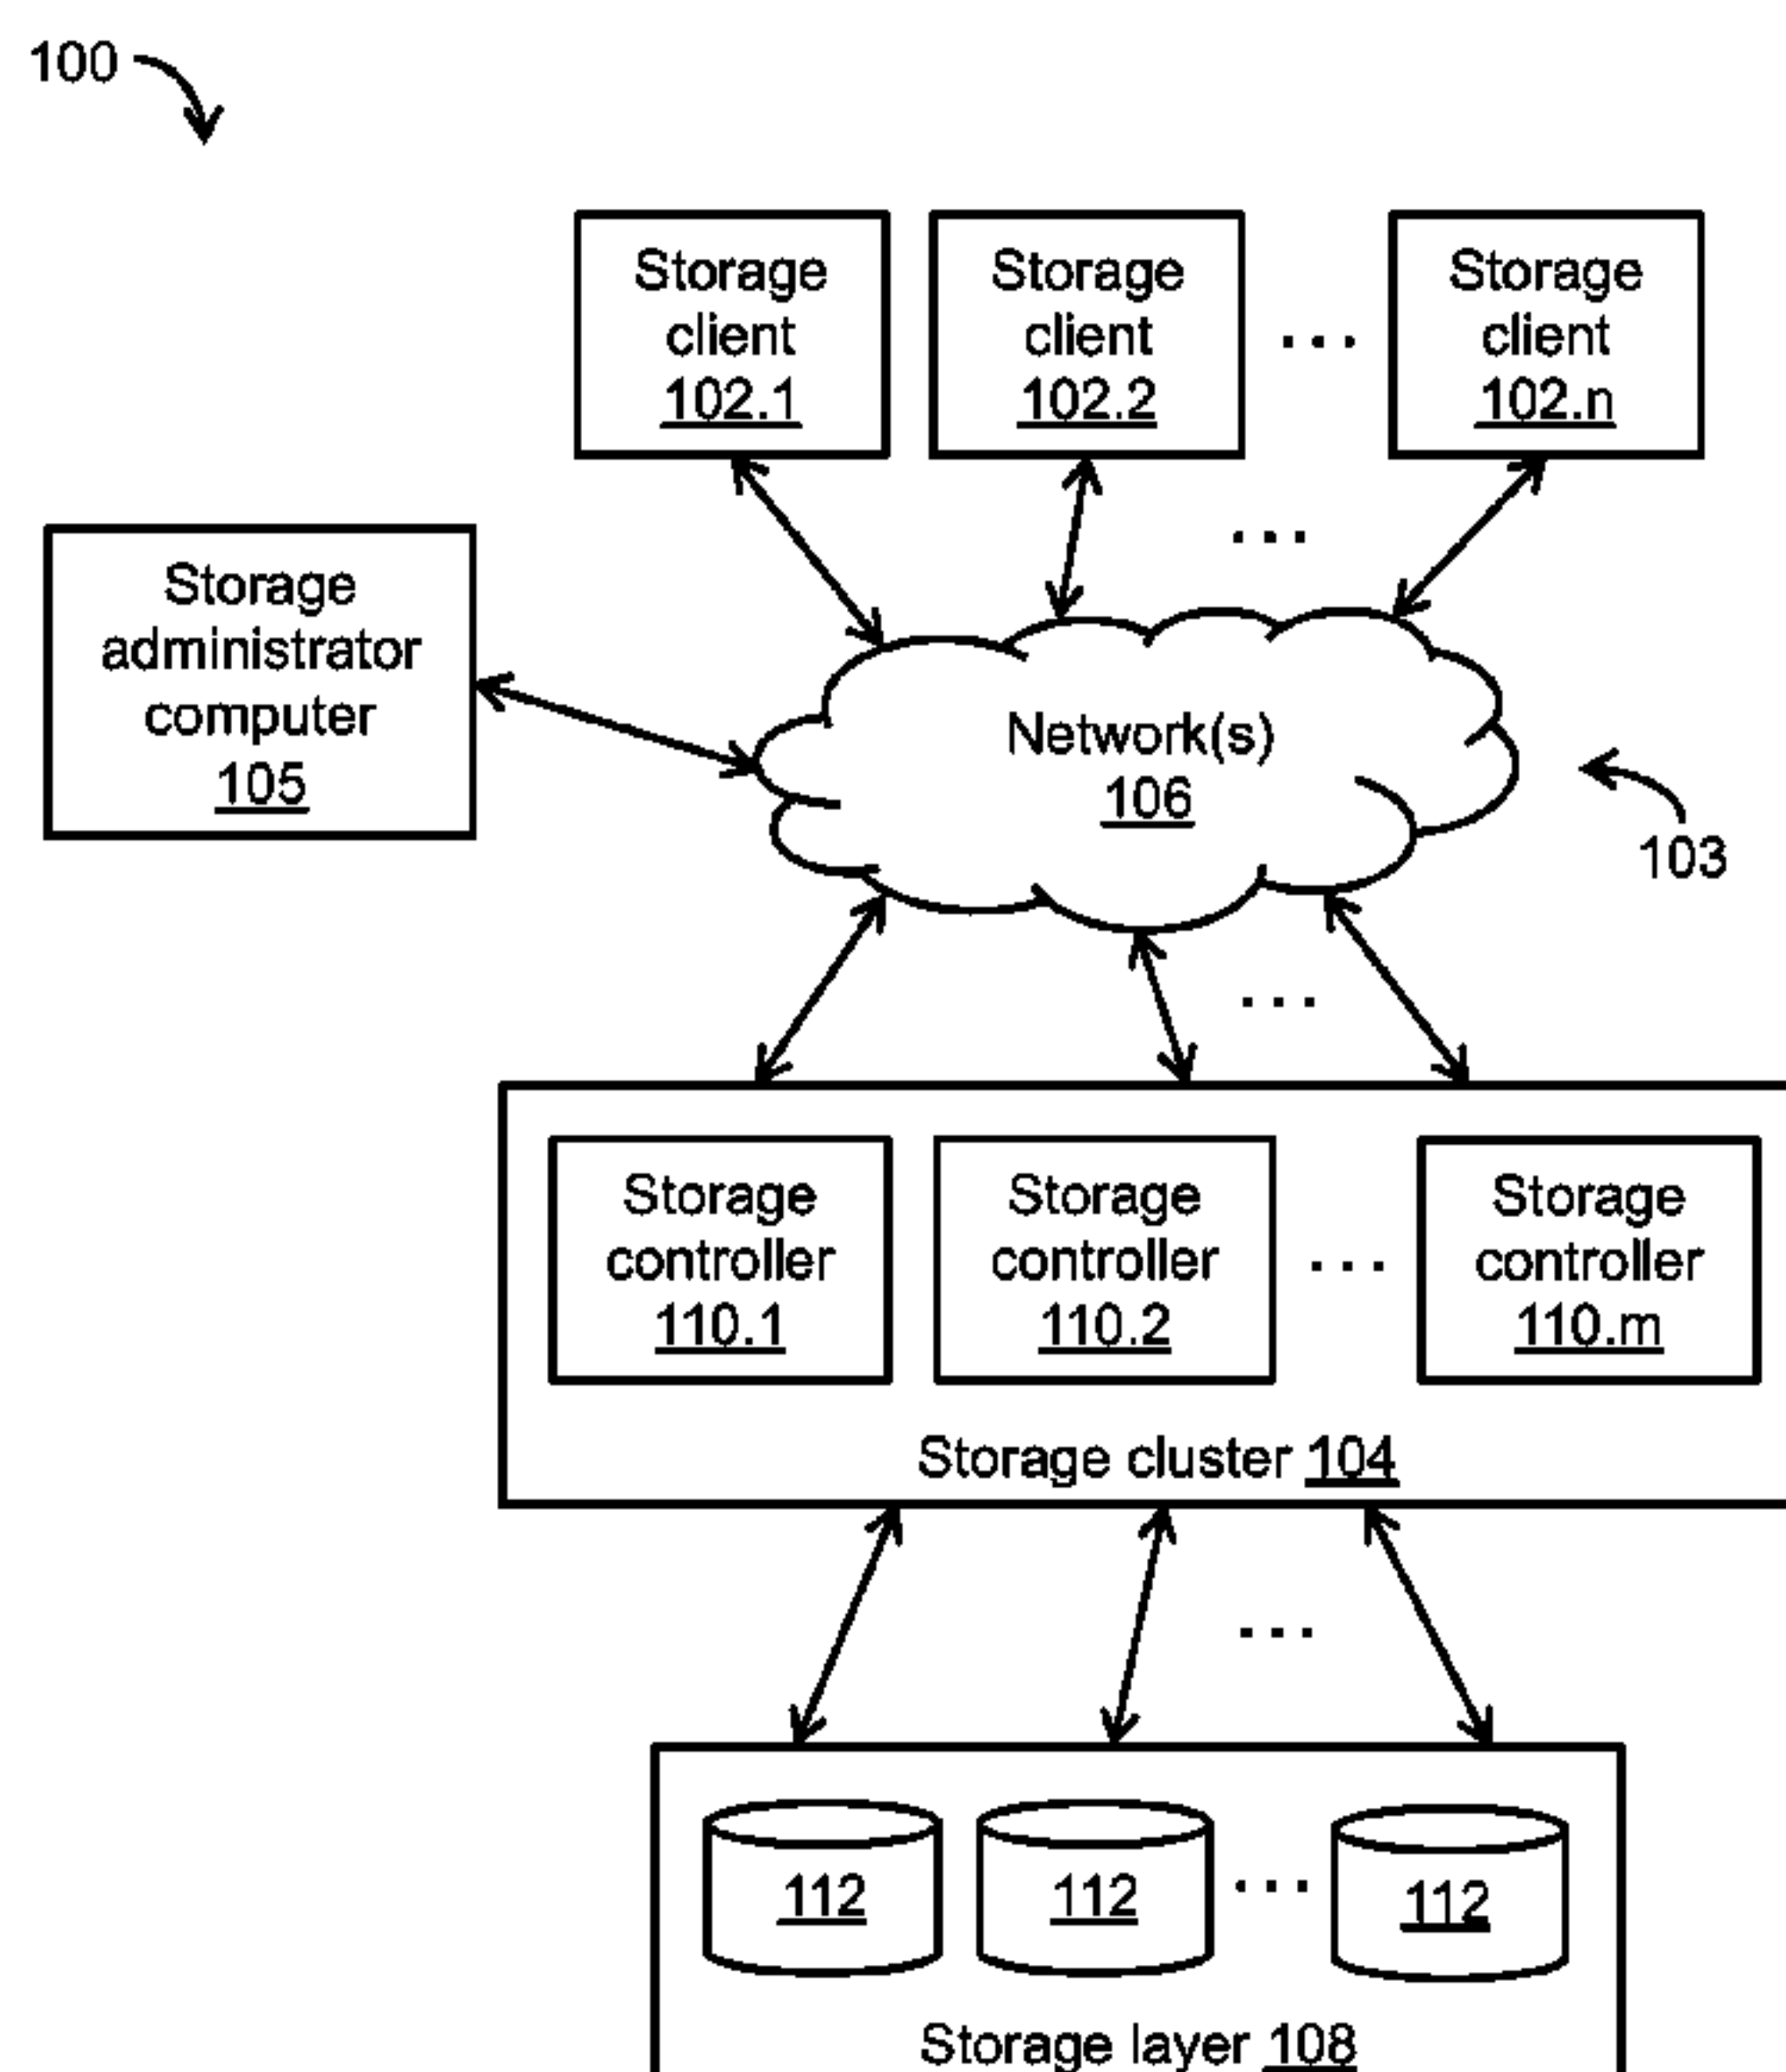 100
Storage
client
102.1
Storage
client
102.2
...
Storage
client
102.n
...
Storage
administrator
computer
105
Network(s)
106
103
...
Storage
controller
110.1
Storage
controller
110.2
...
Storage
controller
110.m
Storage cluster 104
...
112
112
...
112
Storage layer 108